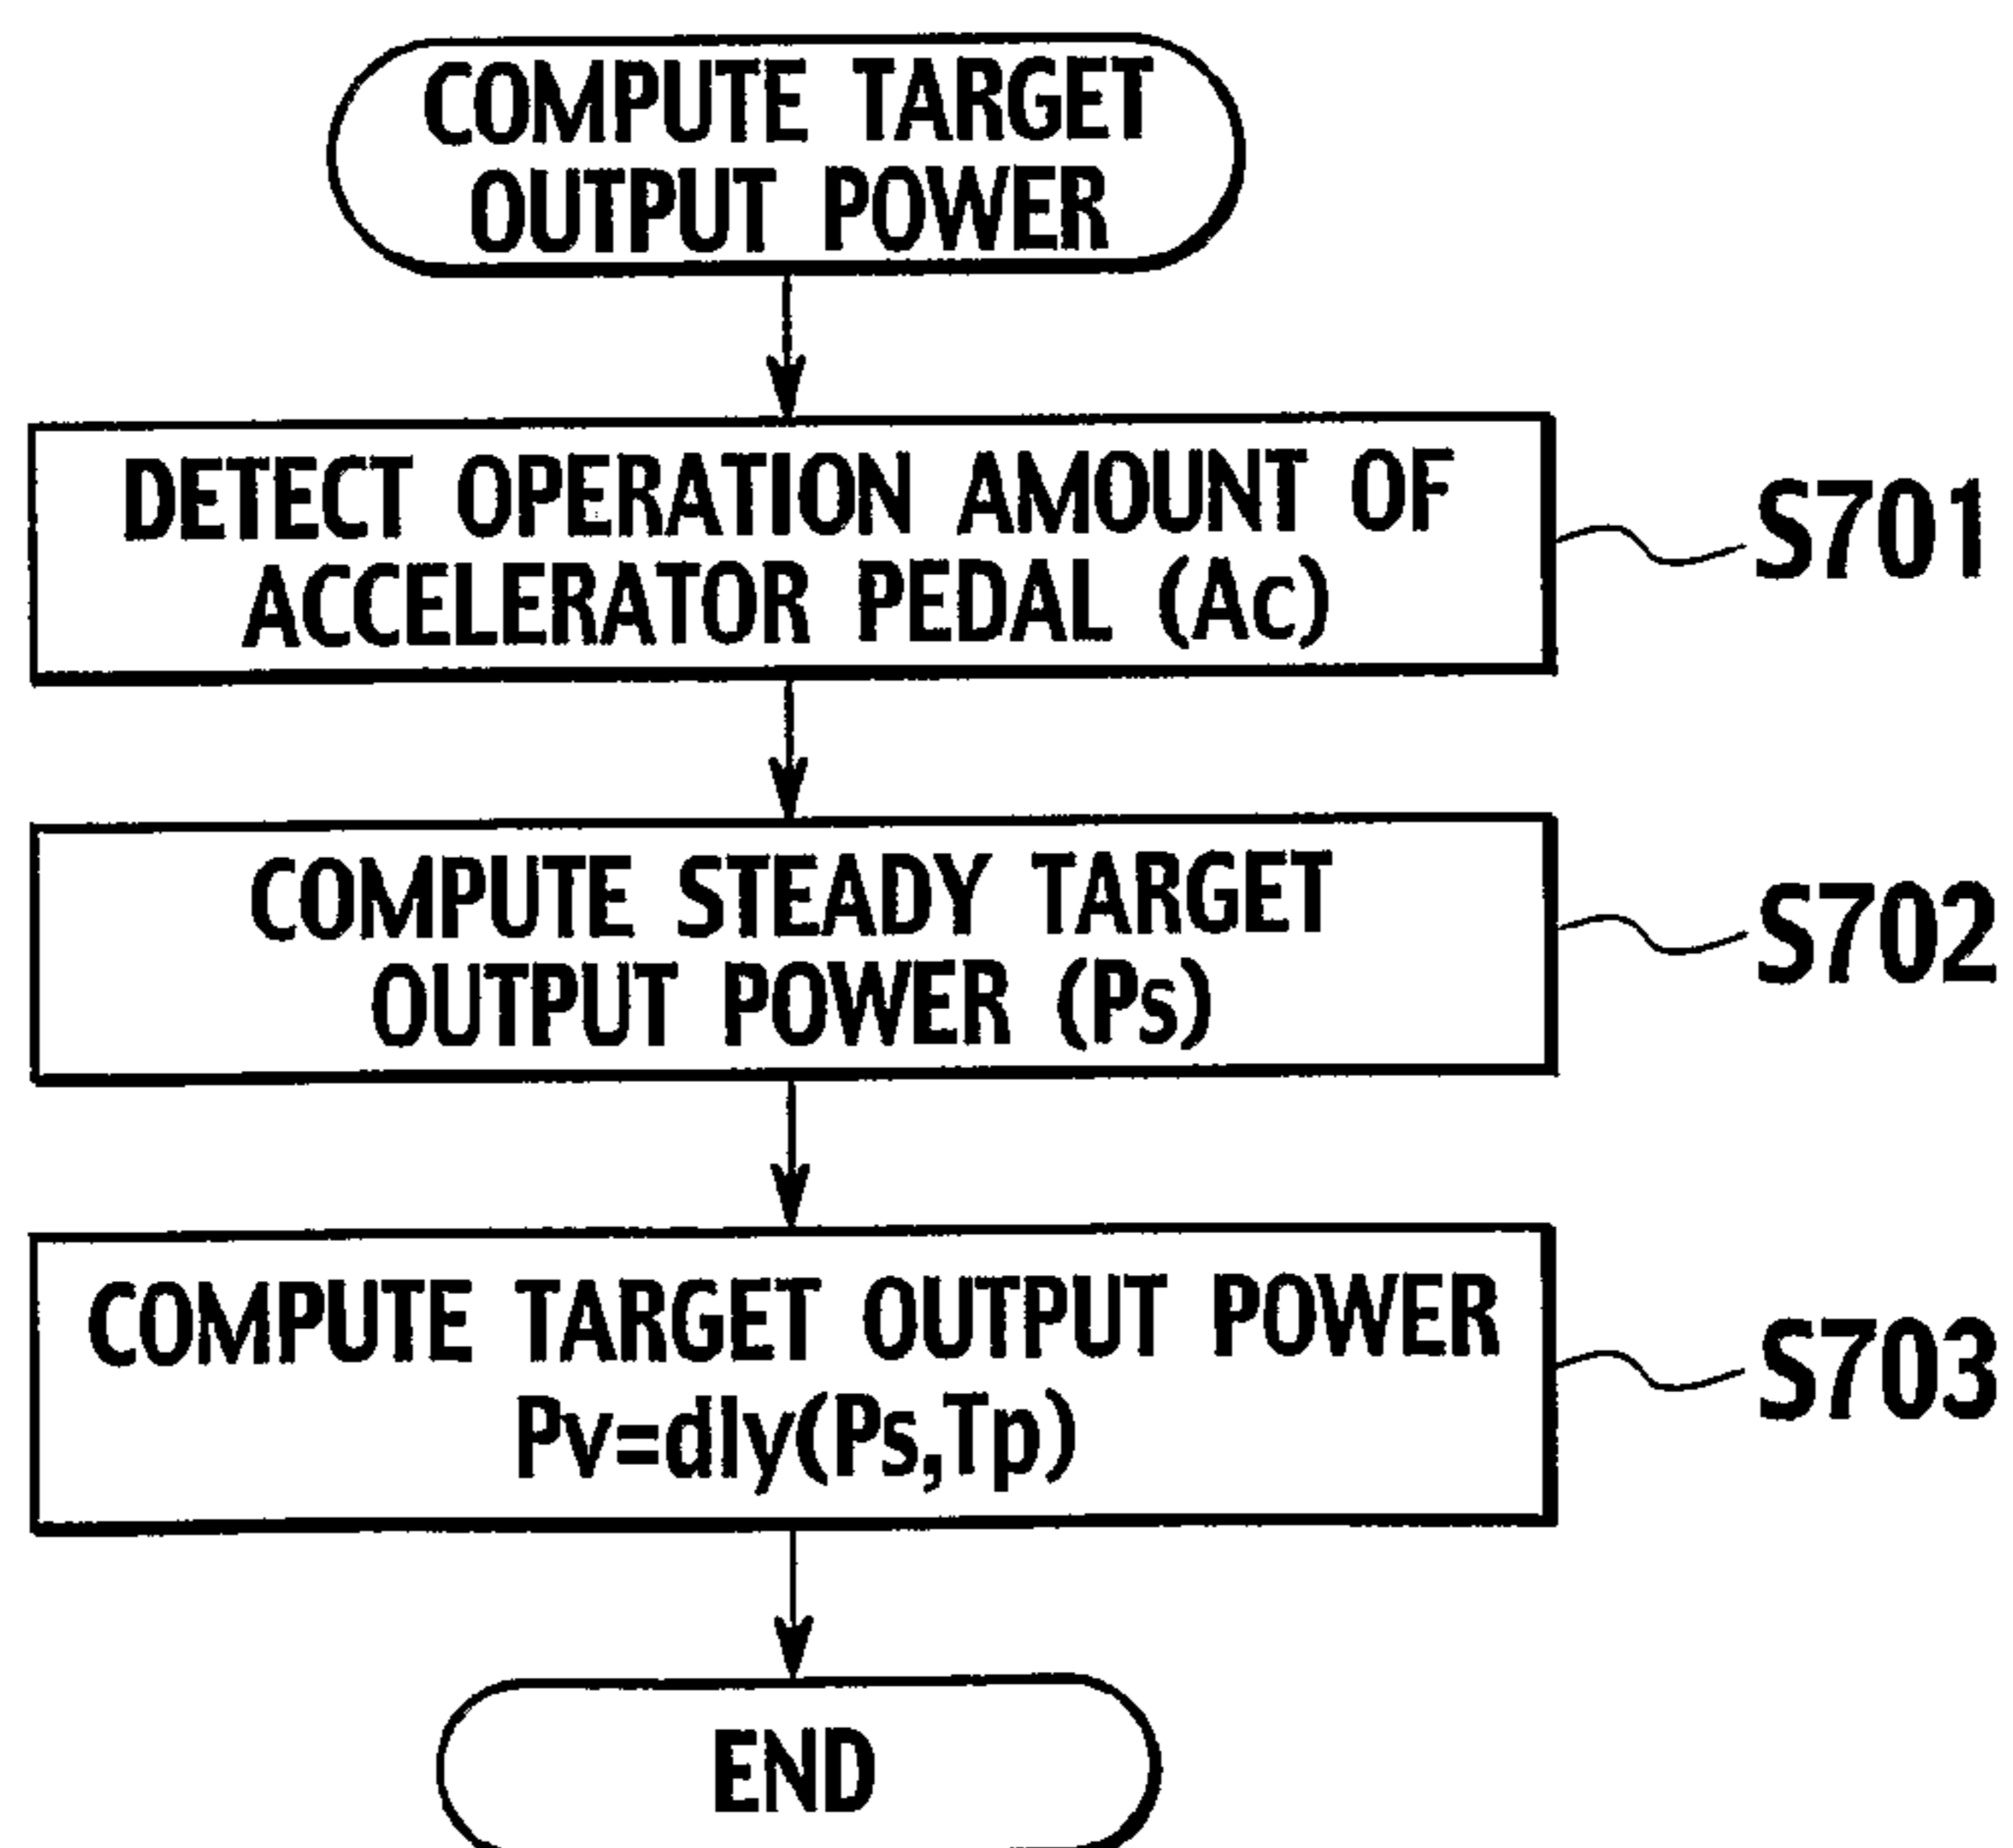 COMPUTE TARGET
OUTPUT POWER
DETECT OPERATION AMOUNT OF
ACCELERATOR PEDAL (Ac)
S701
COMPUTE STEADY TARGET
OUTPUT POWER (Ps)
S702
COMPUTE TARGET OUTPUT POWER
Pv=dly(Ps,Tp)
S703
END